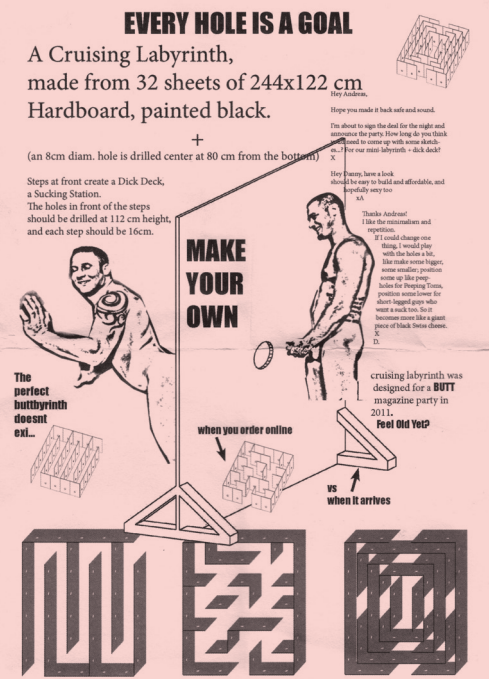 EVERY HOLE IS A GOAL
A Cruising Labyrinth,
made from 32 sheets of 244x122 cm
Hardboard, painted black.
+
(an 8cm diam. hole is drilled center at 80 cm from the bottom)
Steps at front create a Dick Deck,
a Sucking Station.
The holes in front of the steps
should be drilled at 112 cm height,
and each step should be 16cm.
Hey Andreas,
Hope you made it back safe and sound.
I'm about to sign the deal for the night and
announce the party. How long do you think
you need to come up with some sketch-
es...? For our mini-labyrinth + dick deck?
X
Hey Danny, have a look
should be easy to build and affordable, and
hopefully sexy too
xA
Thanks Andreas!
I like the minimalism and
repetition.
If I could change one
thing, I would play
with the holes a bit,
like make some bigger,
some smaller; position
some up like peep-
holes for Peeping Toms,
position some lower for
short-legged guys who
want a suck too. So it
becomes more like a giant
piece of black Swiss cheese.
X
D.
MAKE
YOUR
OWN
The
perfect
buttbyrinth
doesnt
exi...
cruising labyrinth was
designed for a BUTT
magazine party in
2011.
Feel Old Yet?
when you order online
vs
when it arrives